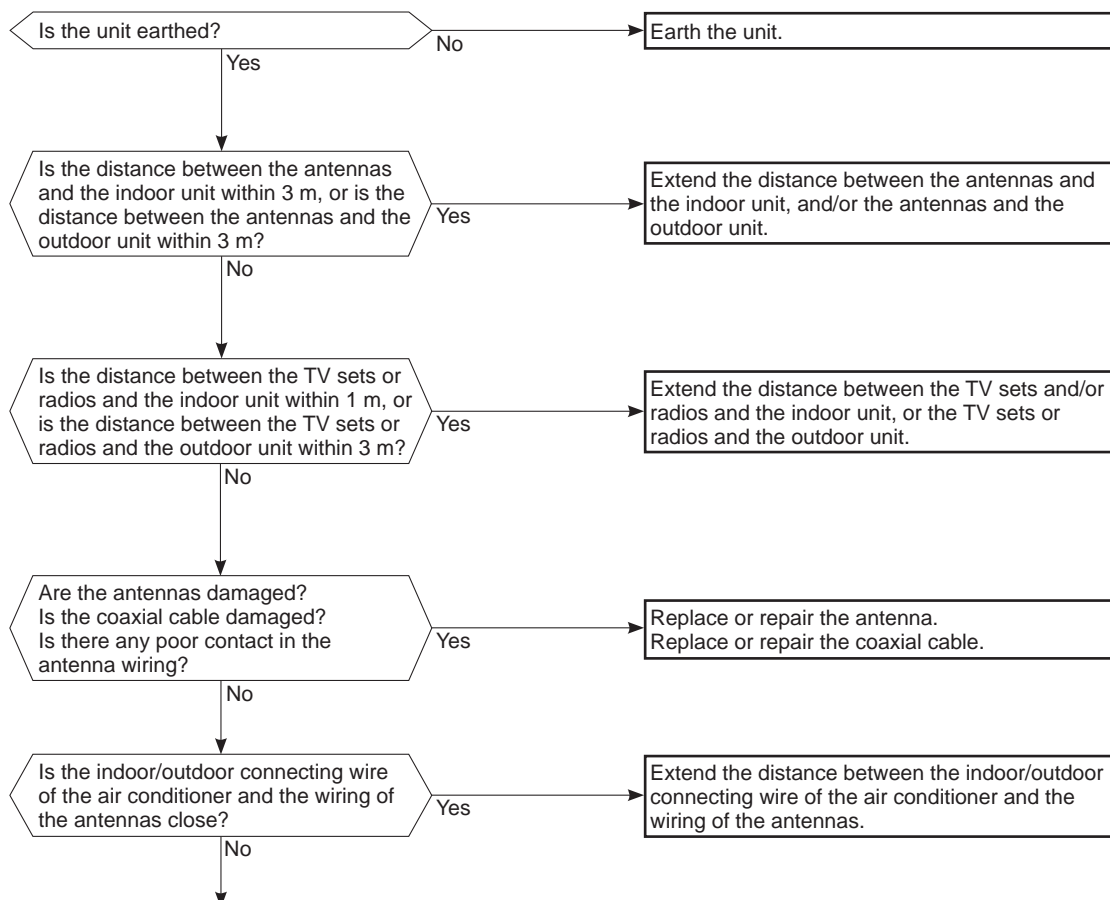 Is the unit earthed?
No
Earth the unit.
Yes
Is the distance between the antennas
and the indoor unit within 3 m, or is the
distance between the antennas and the
outdoor unit within 3 m?
Yes
Extend the distance between the antennas and
the indoor unit, and/or the antennas and the
outdoor unit.
No
Is the distance between the TV sets or
radios and the indoor unit within 1 m, or
is the distance between the TV sets or
radios and the outdoor unit within 3 m?
Yes
Extend the distance between the TV sets and/or
radios and the indoor unit, or the TV sets or
radios and the outdoor unit.
No
Are the antennas damaged?
Is the coaxial cable damaged?
Is there any poor contact in the
antenna wiring?
Yes
Replace or repair the antenna.
Replace or repair the coaxial cable.
No
Is the indoor/outdoor connecting wire
of the air conditioner and the wiring of
the antennas close?
Yes
Extend the distance between the indoor/outdoor
connecting wire of the air conditioner and the
wiring of the antennas.
No